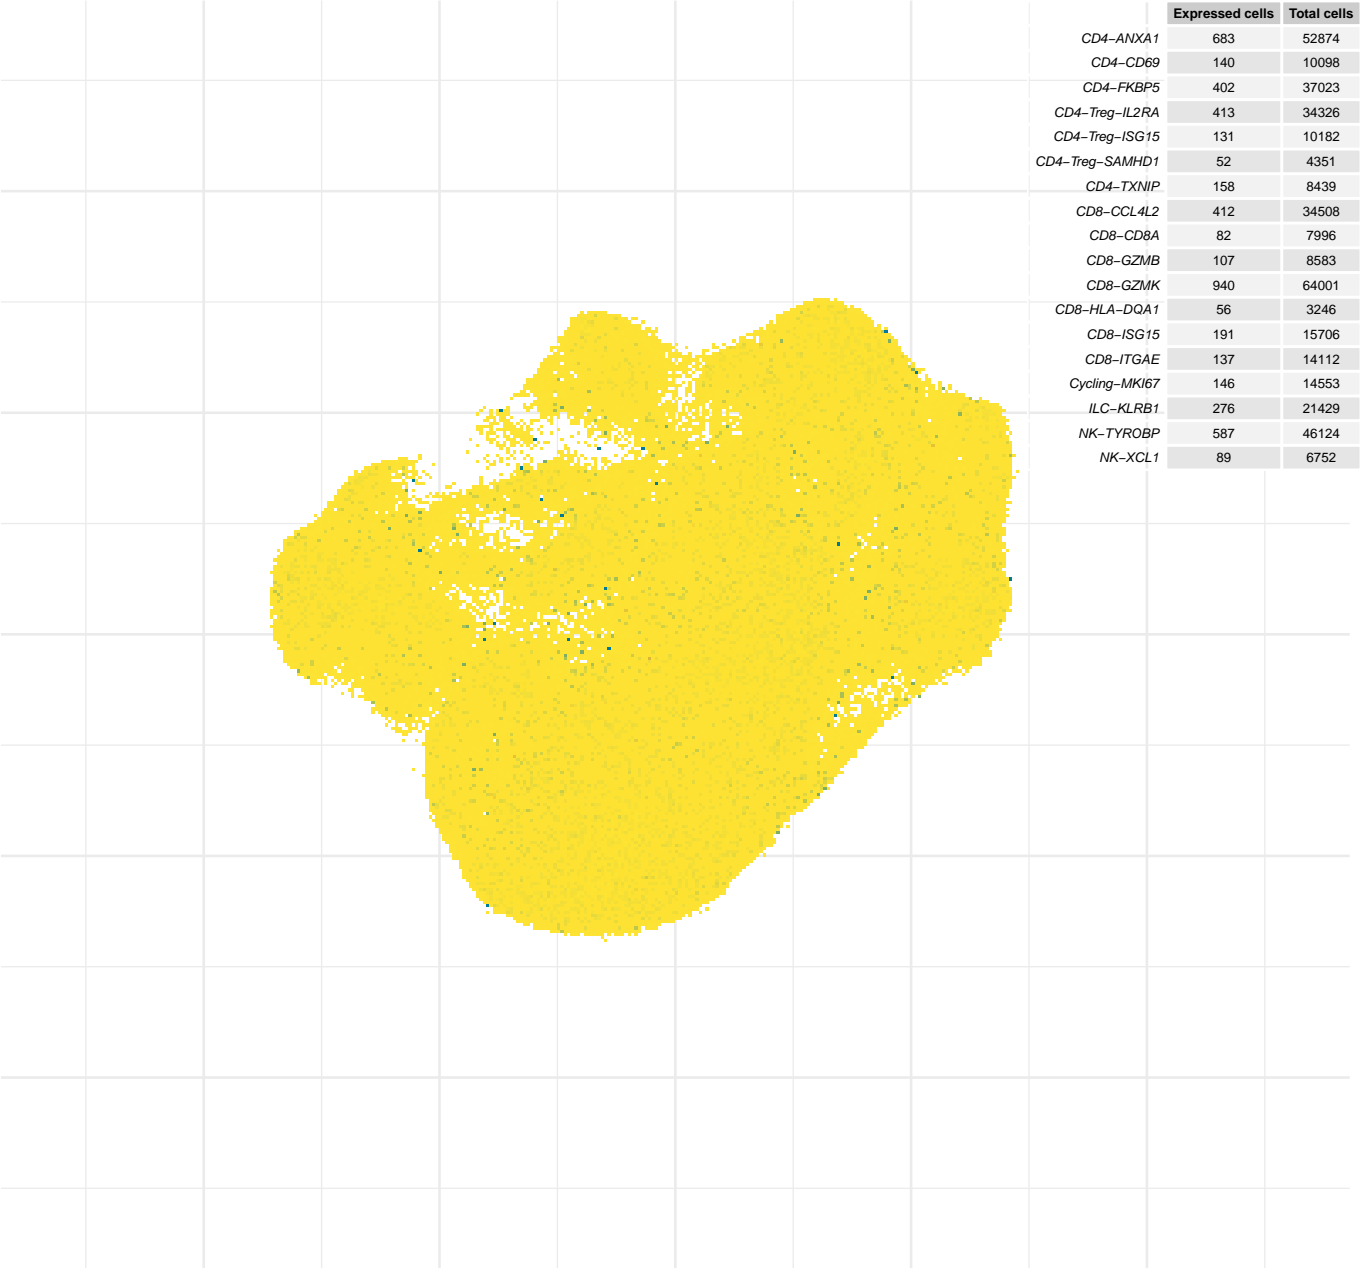 Expressed cells Total cells
CD4−ANXA1 683 52874
CD4−CD69 140 10098
CD4−FKBP5 402 37023
CD4−Treg−IL2RA 413 34326
CD4−Treg−ISG15 131 10182
CD4−Treg−SAMHD1 52 4351
CD4−TXNIP 158 8439
CD8−CCL4L2 412 34508
CD8−CD8A 82 7996
CD8−GZMB 107 8583
CD8−GZMK 940 64001
CD8−HLA−DQA1 56 3246
CD8−ISG15 191 15706
CD8−ITGAE 137 14112
Cycling−MKI67 146 14553
ILC−KLRB1 276 21429
NK−TYROBP 587 46124
NK−XCL1 89 6752